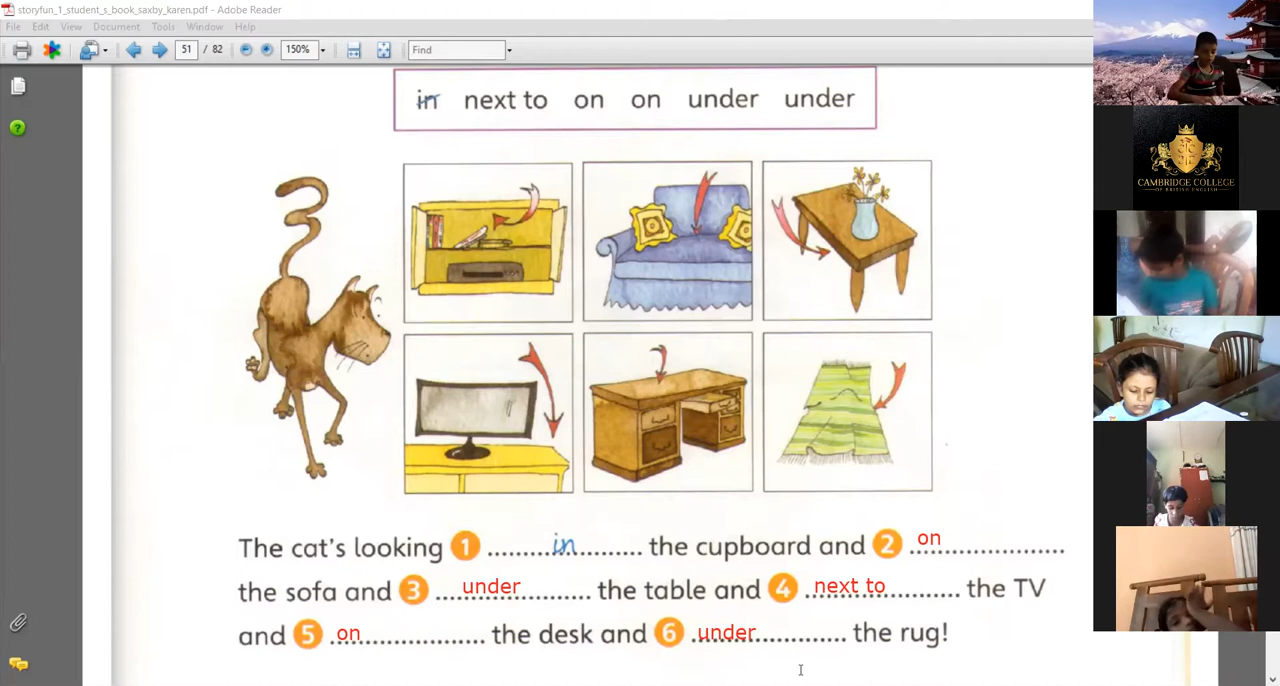 storyfun_1_student_s_book_saxby_karen.pdf - Adobe Reader
File Edit View Document Tools Window Help
51 / 82 150% Find
in next to on on under under
The cat's looking 1 ..........in.......... the cupboard and 2 on....................
the sofa and 3 ....under.............. the table and 4 .next to.............. the TV
and 5 on.................... the desk and 6 .under............... the rug!
CAMBRIDGE COLLEGE
OF BRITISH ENGLISH